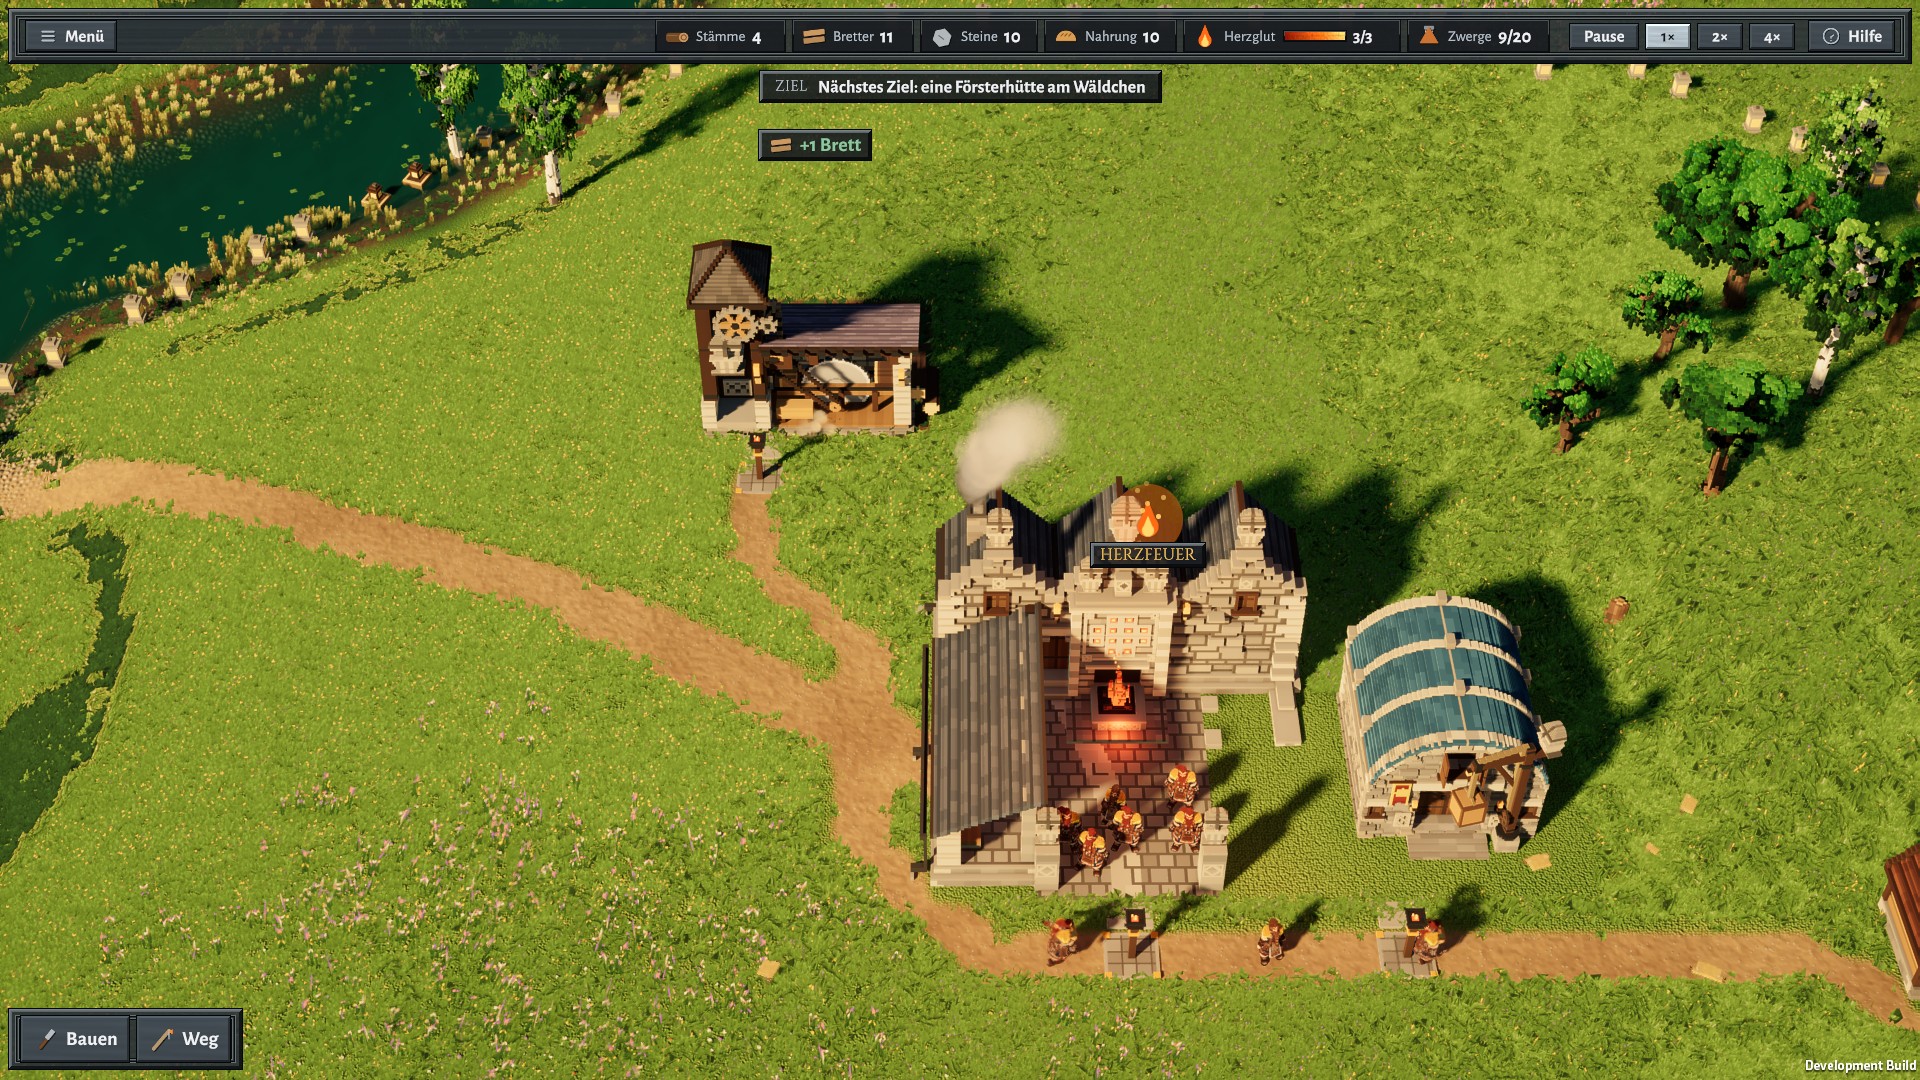 Menü
Stämme 4
Bretter 11
Steine 10
Nahrung 10
Herzglut 3/3
Zwerge 9/20
Pause
1×
2×
4×
Hilfe
ZIEL Nächstes Ziel: eine Försterhütte am Wäldchen
+1 Brett
HERZFEUER
Bauen
Weg
Development Build